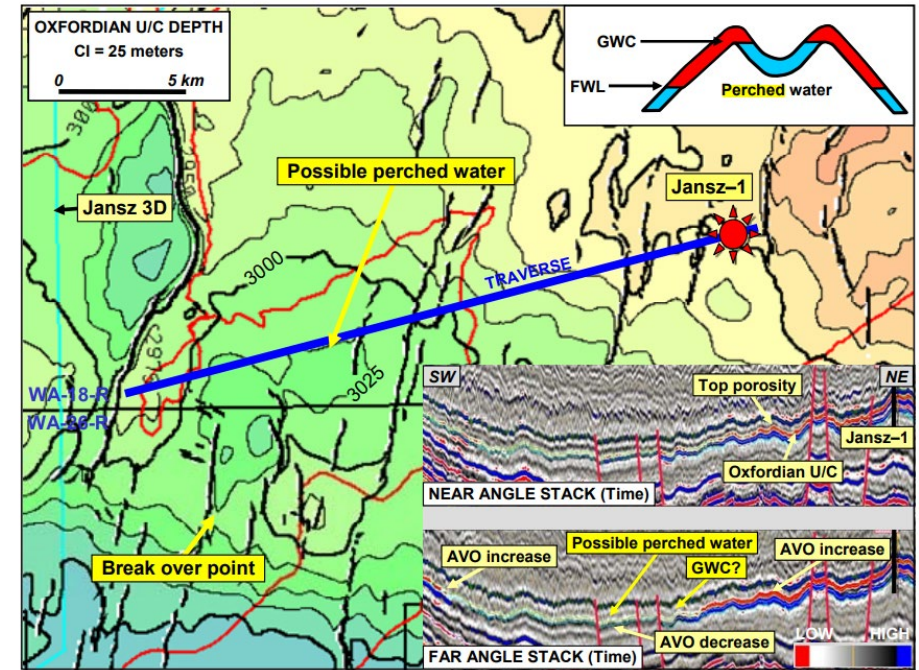 OXFORDIAN U/C DEPTH
CI = 25 meters
0 5 km
GWC
FWL
Perched water
2950
Possible perched water
Jansz–1
Jansz 3D
3000
TRAVERSE
3025
WA-18-R
WA-26-R
Break over point
SW
NE
Top porosity
Jansz–1
Oxfordian U/C
NEAR ANGLE STACK (Time)
AVO increase
Possible perched water
GWC?
AVO increase
AVO decrease
LOW
HIGH
FAR ANGLE STACK (Time)